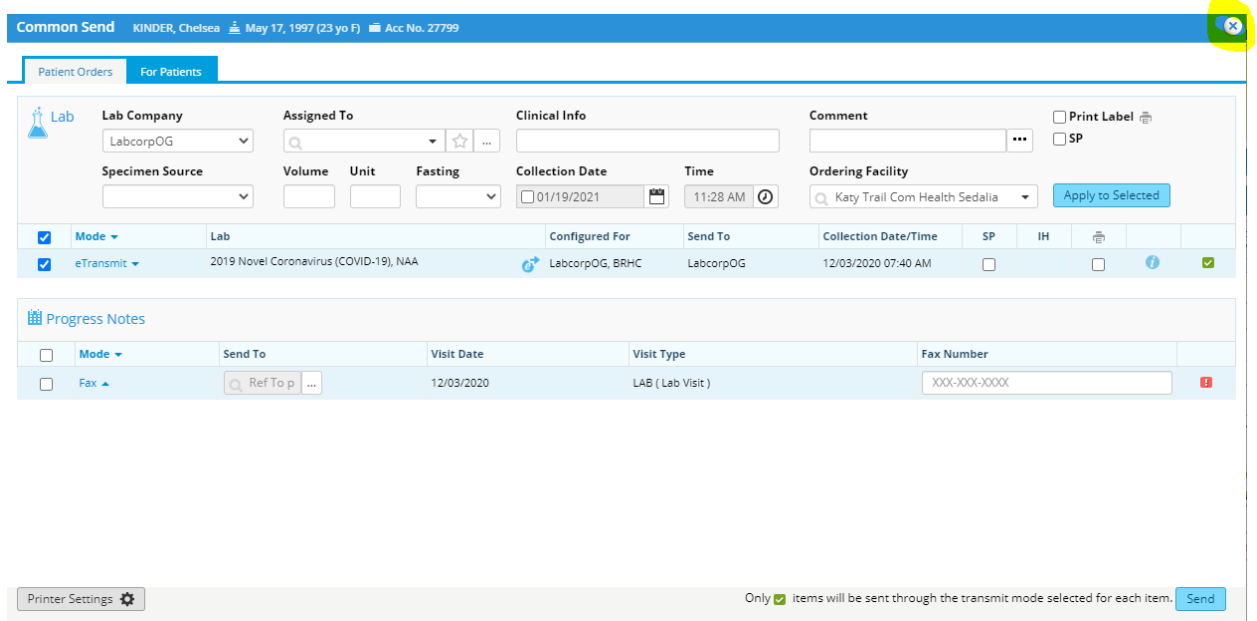 Common Send KINDER, Chelsea May 17, 1997 (23 yo F) Acc No. 27799
Patient Orders For Patients
Lab Lab Company Assigned To Clinical Info Comment Print Label
LabcorpOG ... ... SP
Specimen Source Volume Unit Fasting Collection Date Time Ordering Facility
01/19/2021 11:28 AM Katy Trail Com Health Sedalia Apply to Selected
Mode Lab Configured For Send To Collection Date/Time SP IH
eTransmit 2019 Novel Coronavirus (COVID-19), NAA LabcorpOG, BRHC LabcorpOG 12/03/2020 07:40 AM
Progress Notes
Mode Send To Visit Date Visit Type Fax Number
Fax Ref To p ... 12/03/2020 LAB ( Lab Visit ) XXX-XXX-XXXX
Printer Settings Only items will be sent through the transmit mode selected for each item. Send